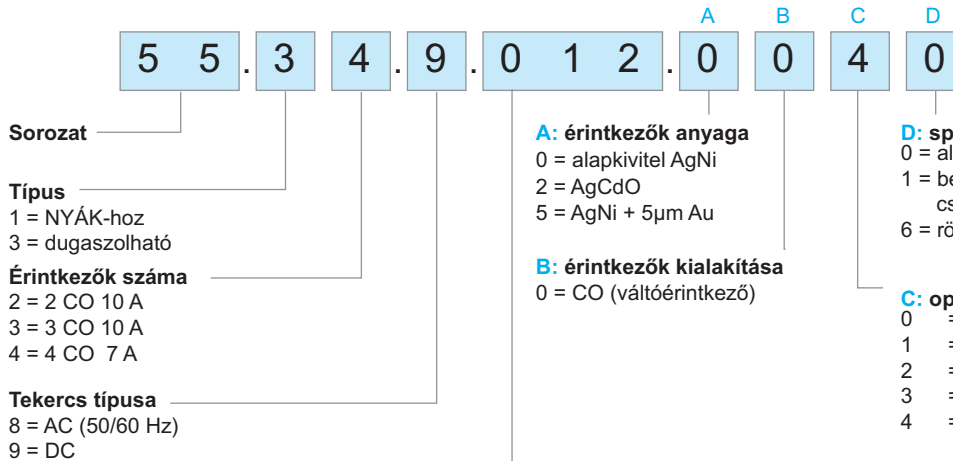 A B C D
5 5 . 3 4 . 9 . 0 1 2 . 0 0 4 0
Sorozat
Típus
1 = NYÁK-hoz
3 = dugaszolható
Érintkezők száma
2 = 2 CO 10 A
3 = 3 CO 10 A
4 = 4 CO 7 A
Tekercs típusa
8 = AC (50/60 Hz)
9 = DC
A: érintkezők anyaga
0 = alapkivitel AgNi
2 = AgCdO
5 = AgNi + 5µm Au
B: érintkezők kialakítása
0 = CO (váltóérintkező)
D:
0 =
1 =
6 =
C:
0 =
1 =
2 =
3 =
4 =